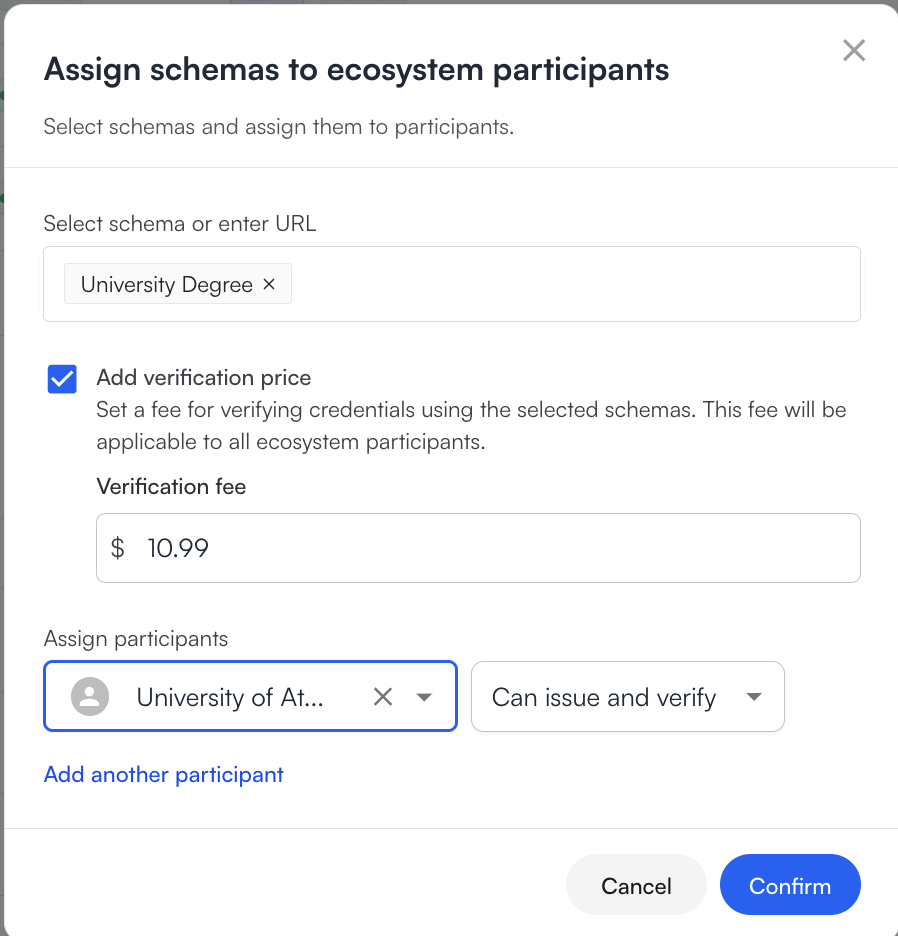 Assign schemas to ecosystem participants
Select schemas and assign them to participants.
Select schema or enter URL
University Degree ×
Add verification price
Set a fee for verifying credentials using the selected schemas. This fee will be
applicable to all ecosystem participants.
Verification fee
$ 10.99
Assign participants
University of At... Can issue and verify
Add another participant
Cancel Confirm